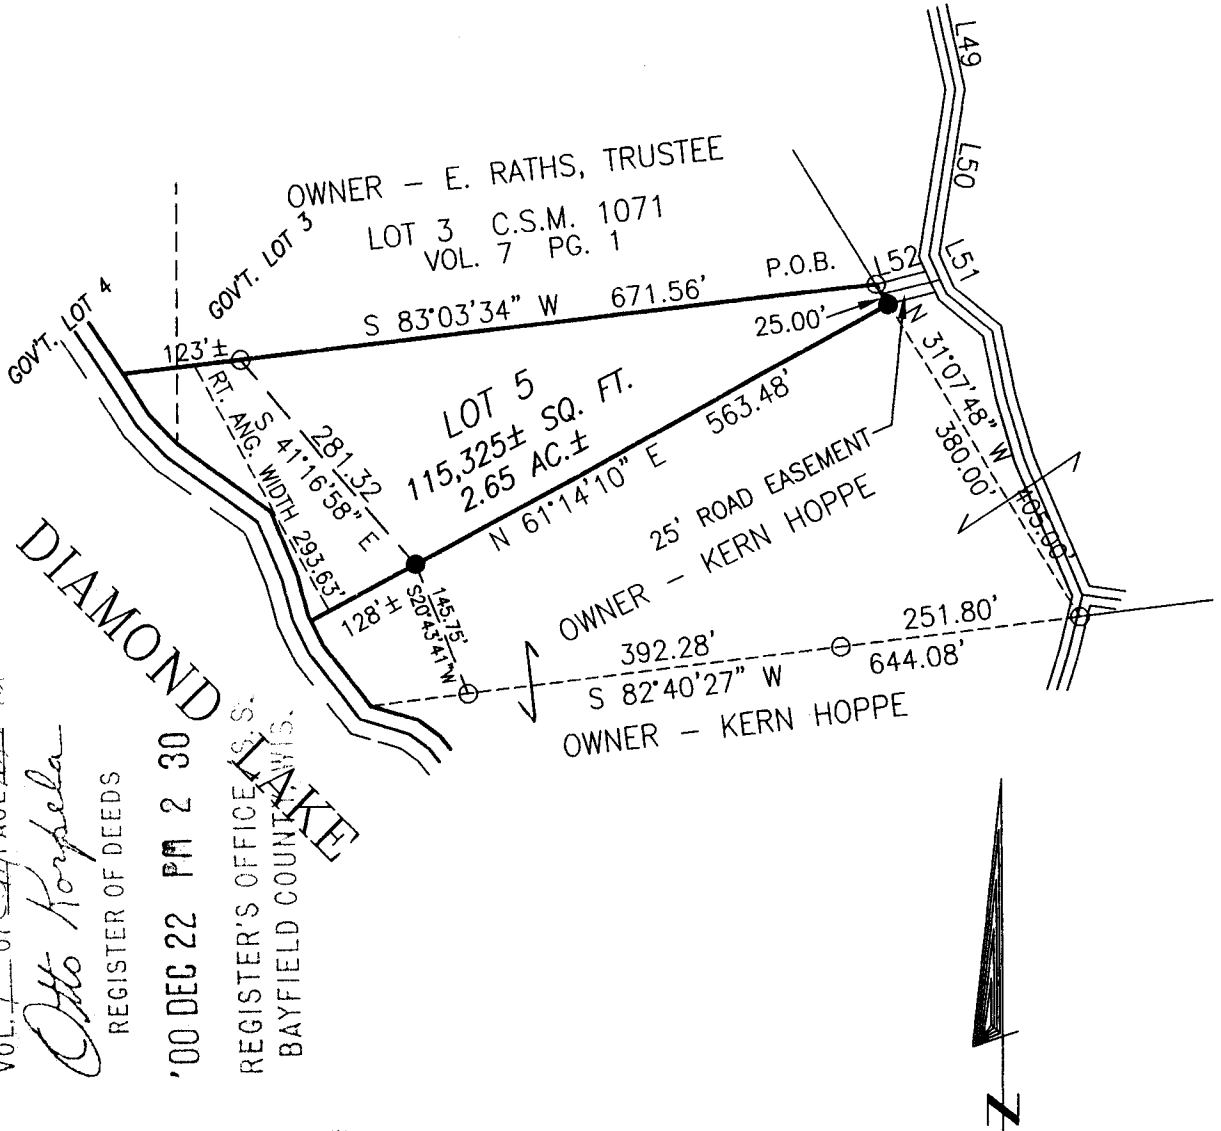 L49
L50
OWNER – E. RATHS, TRUSTEE
LOT 3 C.S.M. 1071
VOL. 7 PG. 1
GOV'T. LOT 3
GOV'T. LOT 4
P.O.B.
L52
L51
S 83°03'34" W 671.56'
25.00'
123'±
RT. ANG. WIDTH 293.63'
S 41°16'58" E
281.32
LOT 5
115,325± SQ. FT.
2.65 AC.±
N 61°14'10" E 563.48'
N 31°07'48" W
380.00'
405.00'
25' ROAD EASEMENT
OWNER – KERN HOPPE
128'±
145.75'
S20°43'41"W
392.28'
251.80'
S 82°40'27" W
644.08'
OWNER – KERN HOPPE
DIAMOND LAKE
Otto Korpela
REGISTER OF DEEDS
'00 DEC 22 PM 2 30
REGISTER'S OFFICE S.S.
BAYFIELD COUNTY, WIS.
N